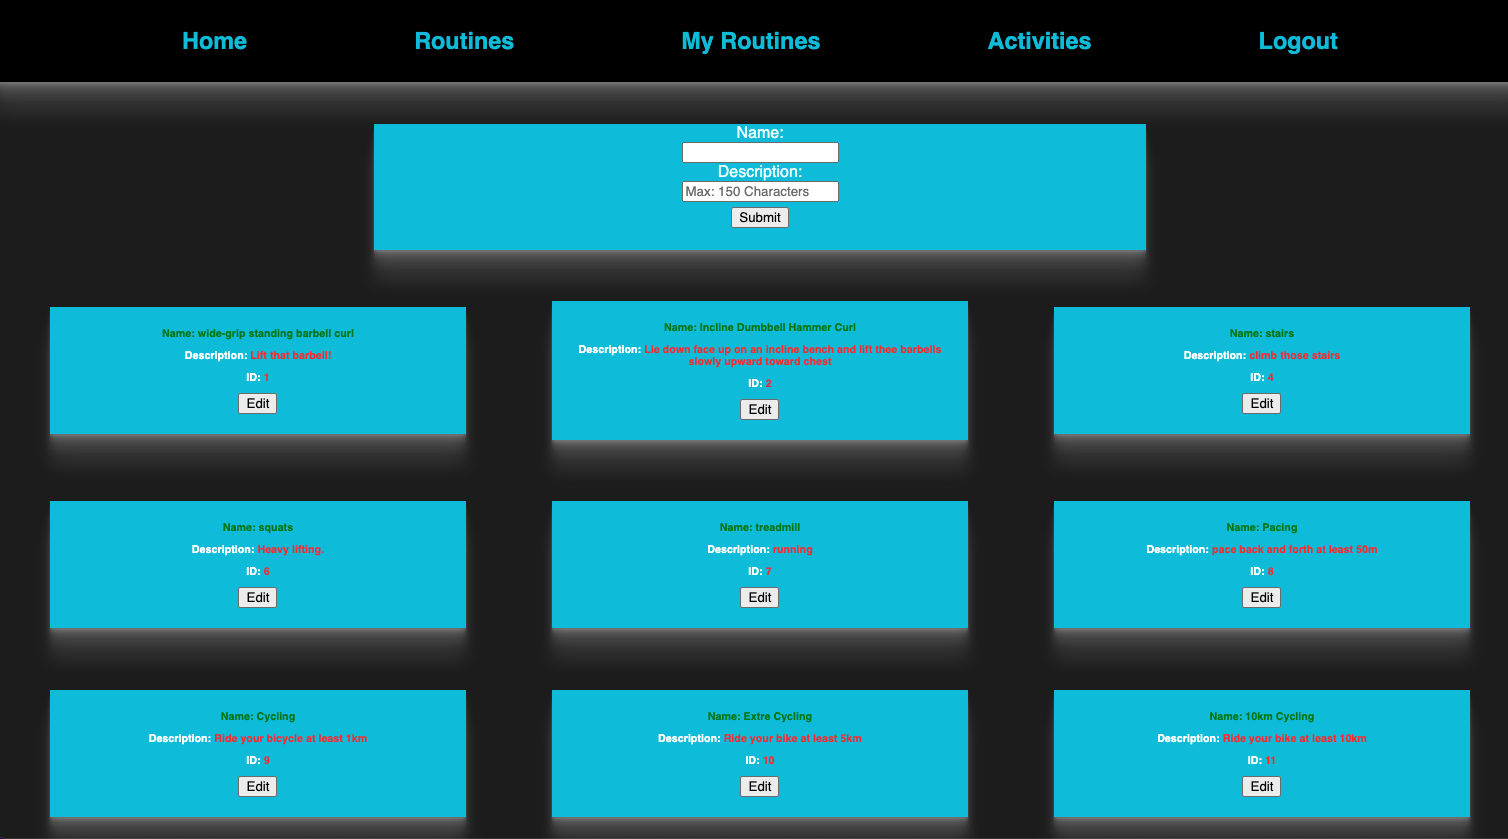 Home Routines My Routines Activities Logout
Name:
Description:
Max: 150 Characters
Submit
Name: wide-grip standing barbell curl
Description: Lift that barbell!
ID: 1
Edit
Name: Incline Dumbbell Hammer Curl
Description: Lie down face up on an incline bench and lift thee barbells
slowly upward toward chest
ID: 2
Edit
Name: stairs
Description: climb those stairs
ID: 4
Edit
Name: squats
Description: Heavy lifting.
ID: 6
Edit
Name: treadmill
Description: running
ID: 7
Edit
Name: Pacing
Description: pace back and forth at least 50m
ID: 8
Edit
Name: Cycling
Description: Ride your bicycle at least 1km
ID: 9
Edit
Name: Extre Cycling
Description: Ride your bike at least 5km
ID: 10
Edit
Name: 10km Cycling
Description: Ride your bike at least 10km
ID: 11
Edit